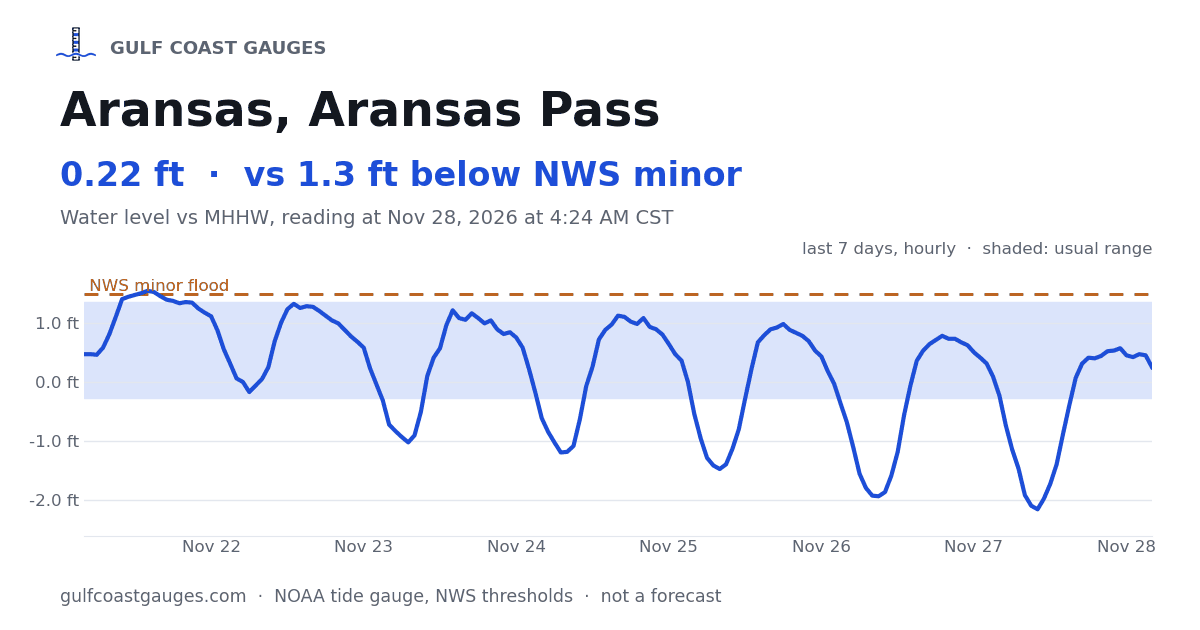 GULF COAST GAUGES
Aransas, Aransas Pass
0.22 ft · vs 1.3 ft below NWS minor
Water level vs MHHW, reading at Nov 28, 2026 at 4:24 AM CST
last 7 days, hourly · shaded: usual range
NWS minor flood
1.0 ft
0.0 ft
-1.0 ft
-2.0 ft
Nov 22 Nov 23 Nov 24 Nov 25 Nov 26 Nov 27 Nov 28
gulfcoastgauges.com · NOAA tide gauge, NWS thresholds · not a forecast